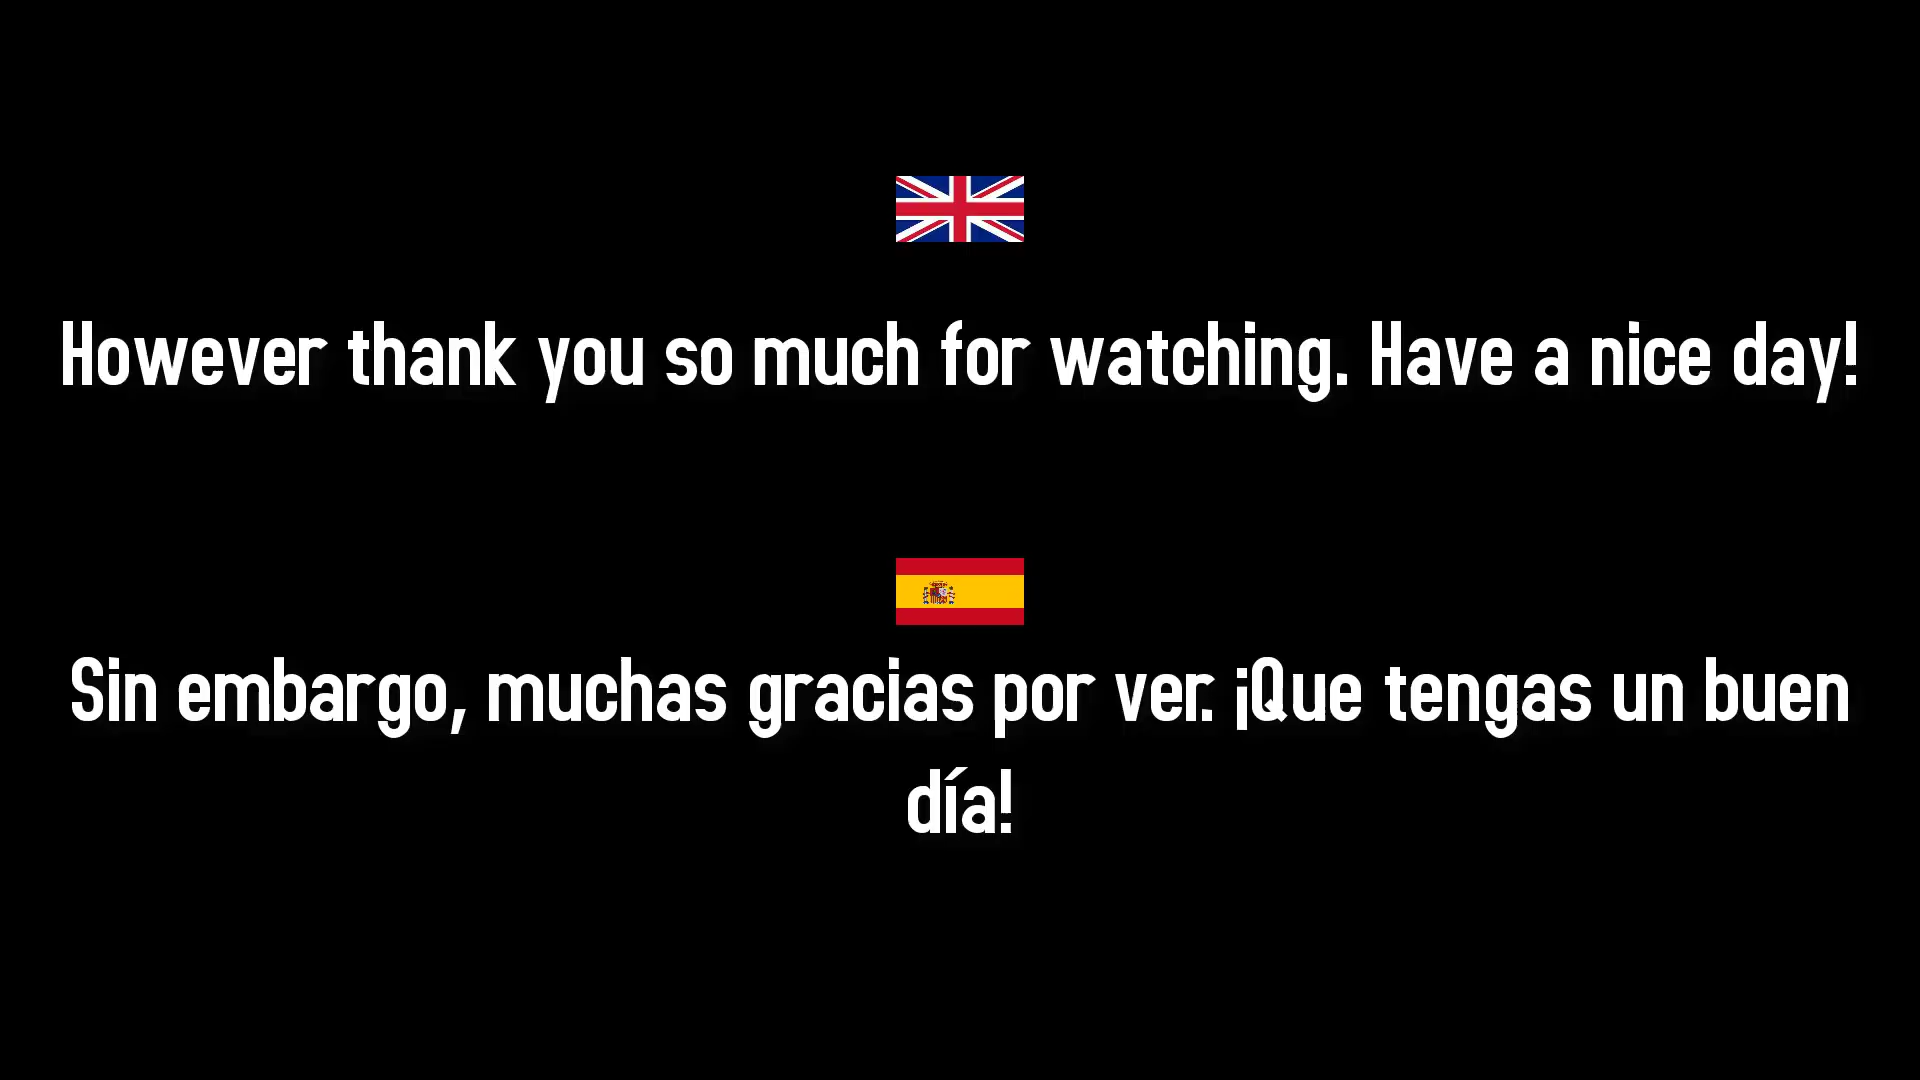 However thank you so much for watching. Have a nice day!
Sin embargo, muchas gracias por ver. ¡Que tengas un buen
día!